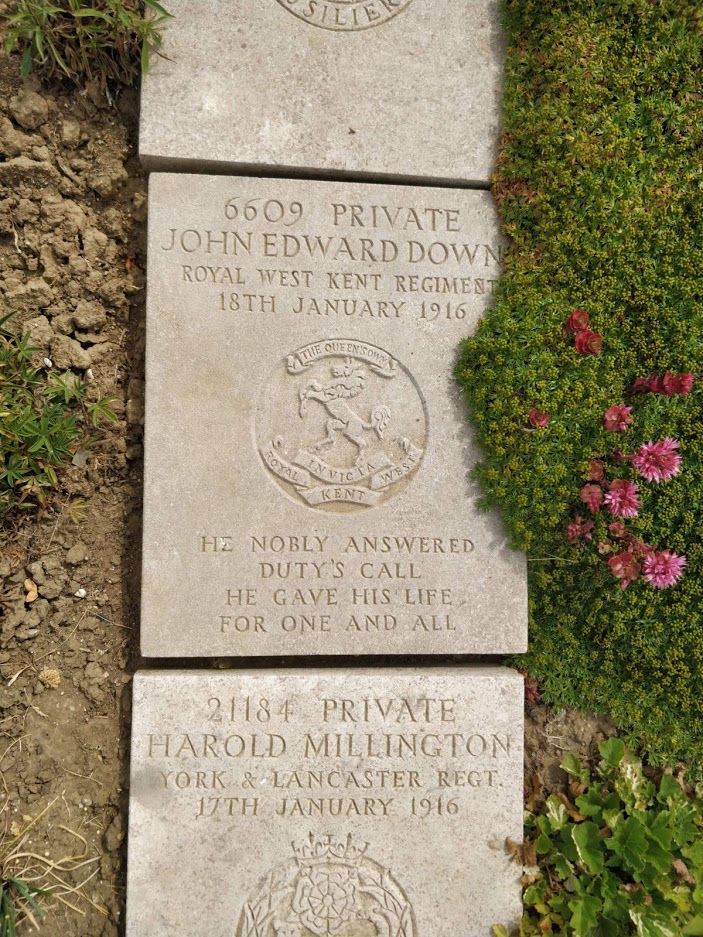 FUSILIER
6609 PRIVATE
JOHN EDWARD DOWN
ROYAL WEST KENT REGIMENT
18TH JANUARY 1916
THE QUEEN'S OWN
INVICTA
ROYAL WEST
KENT
HE NOBLY ANSWERED
DUTY'S CALL
HE GAVE HIS LIFE
FOR ONE AND ALL
21184 PRIVATE
HAROLD MILLINGTON
YORK & LANCASTER REGT.
17TH JANUARY 1916